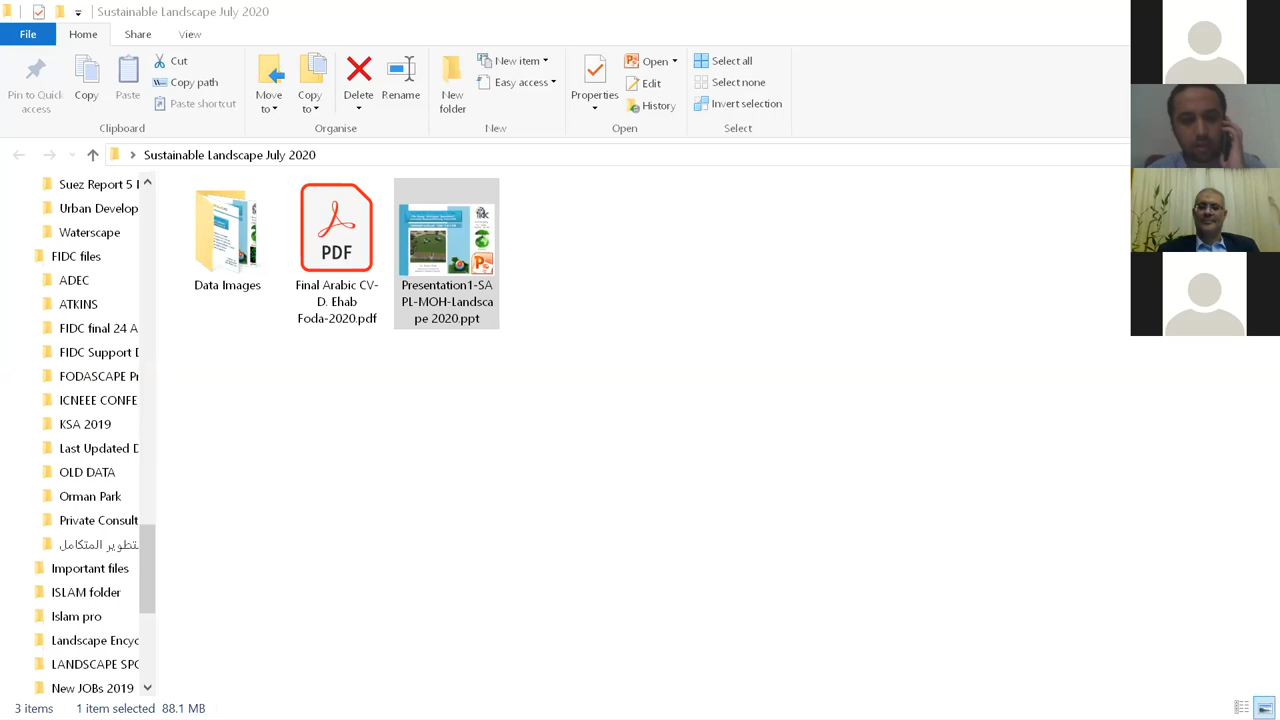 Sustainable Landscape July 2020
File
Home
Share
View
Pin to Quick
access
Copy
Paste
Cut
Copy path
Paste shortcut
Clipboard
Move
to
Copy
to
Delete
Rename
Organise
New
folder
New item
Easy access
New
Properties
Open
Edit
History
Open
Select all
Select none
Invert selection
Select
Sustainable Landscape July 2020
Suez Report 5
Urban Develop
Waterscape
FIDC files
ADEC
ATKINS
FIDC final 24 A
FIDC Support
FODASCAPE Pr
ICNEEE CONFE
KSA 2019
Last Updated
OLD DATA
Orman Park
Private Consult
تطوير المتكامل
Important files
ISLAM folder
Islam pro
Landscape Ency
LANDSCAPE SP
New JOBs 2019
Data Images
PDF
Final Arabic CV-
D. Ehab
Foda-2020.pdf
Presentation1-SA
PL-MOH-Landsca
pe 2020.ppt
3 items
1 item selected
88.1 MB